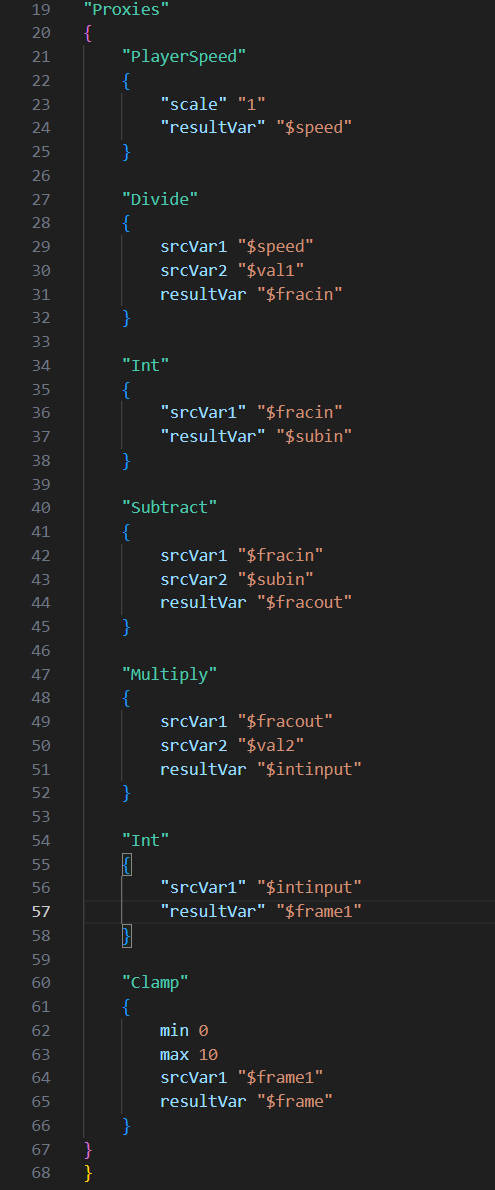 19 "Proxies"
20 {
21 "PlayerSpeed"
22 {
23 "scale" "1"
24 "resultVar" "$speed"
25 }
26
27 "Divide"
28 {
29 srcVar1 "$speed"
30 srcVar2 "$val1"
31 resultVar "$fracin"
32 }
33
34 "Int"
35 {
36 "srcVar1" "$fracin"
37 "resultVar" "$subin"
38 }
39
40 "Subtract"
41 {
42 srcVar1 "$fracin"
43 srcVar2 "$subin"
44 resultVar "$fracout"
45 }
46
47 "Multiply"
48 {
49 srcVar1 "$fracout"
50 srcVar2 "$val2"
51 resultVar "$intinput"
52 }
53
54 "Int"
55 {
56 "srcVar1" "$intinput"
57 "resultVar" "$frame1"
58 }
59
60 "Clamp"
61 {
62 min 0
63 max 10
64 srcVar1 "$frame1"
65 resultVar "$frame"
66 }
67 }
68 }